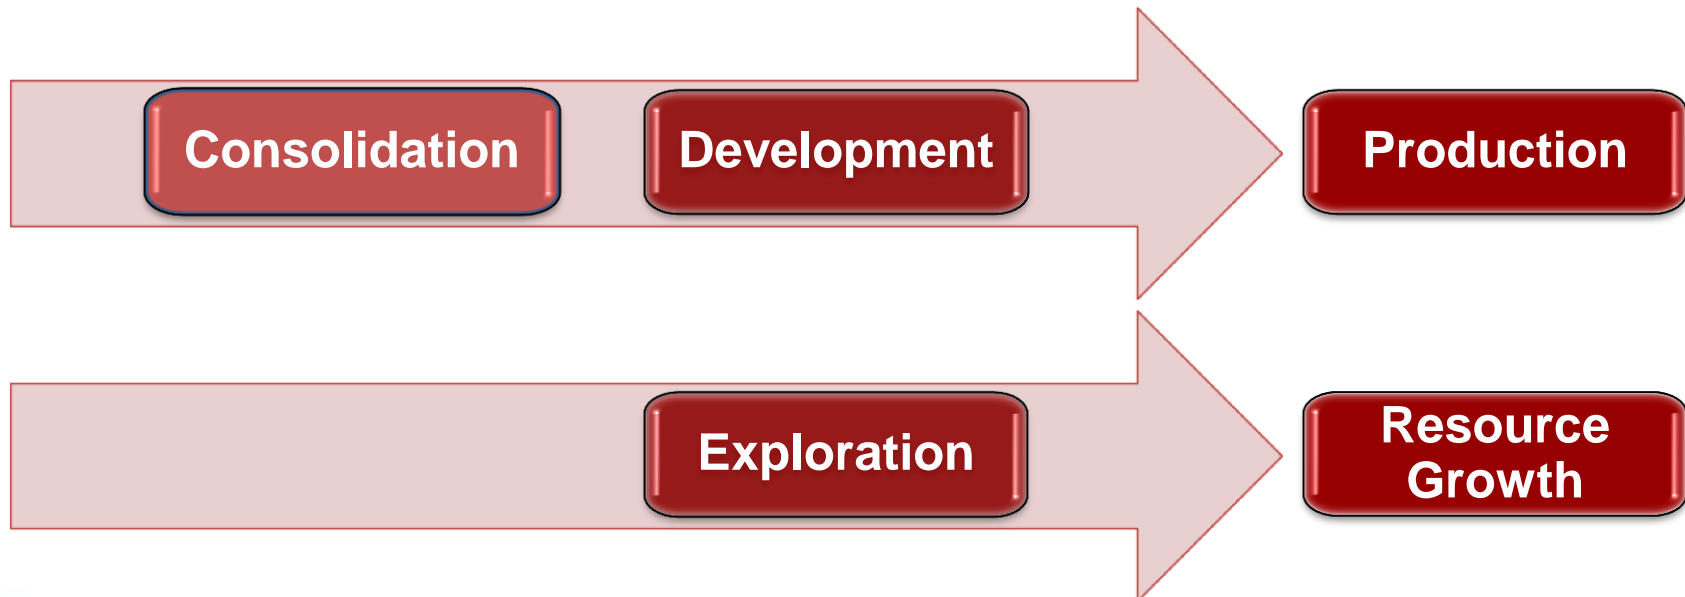 Consolidation
Development
Production
Exploration
Resource
Growth